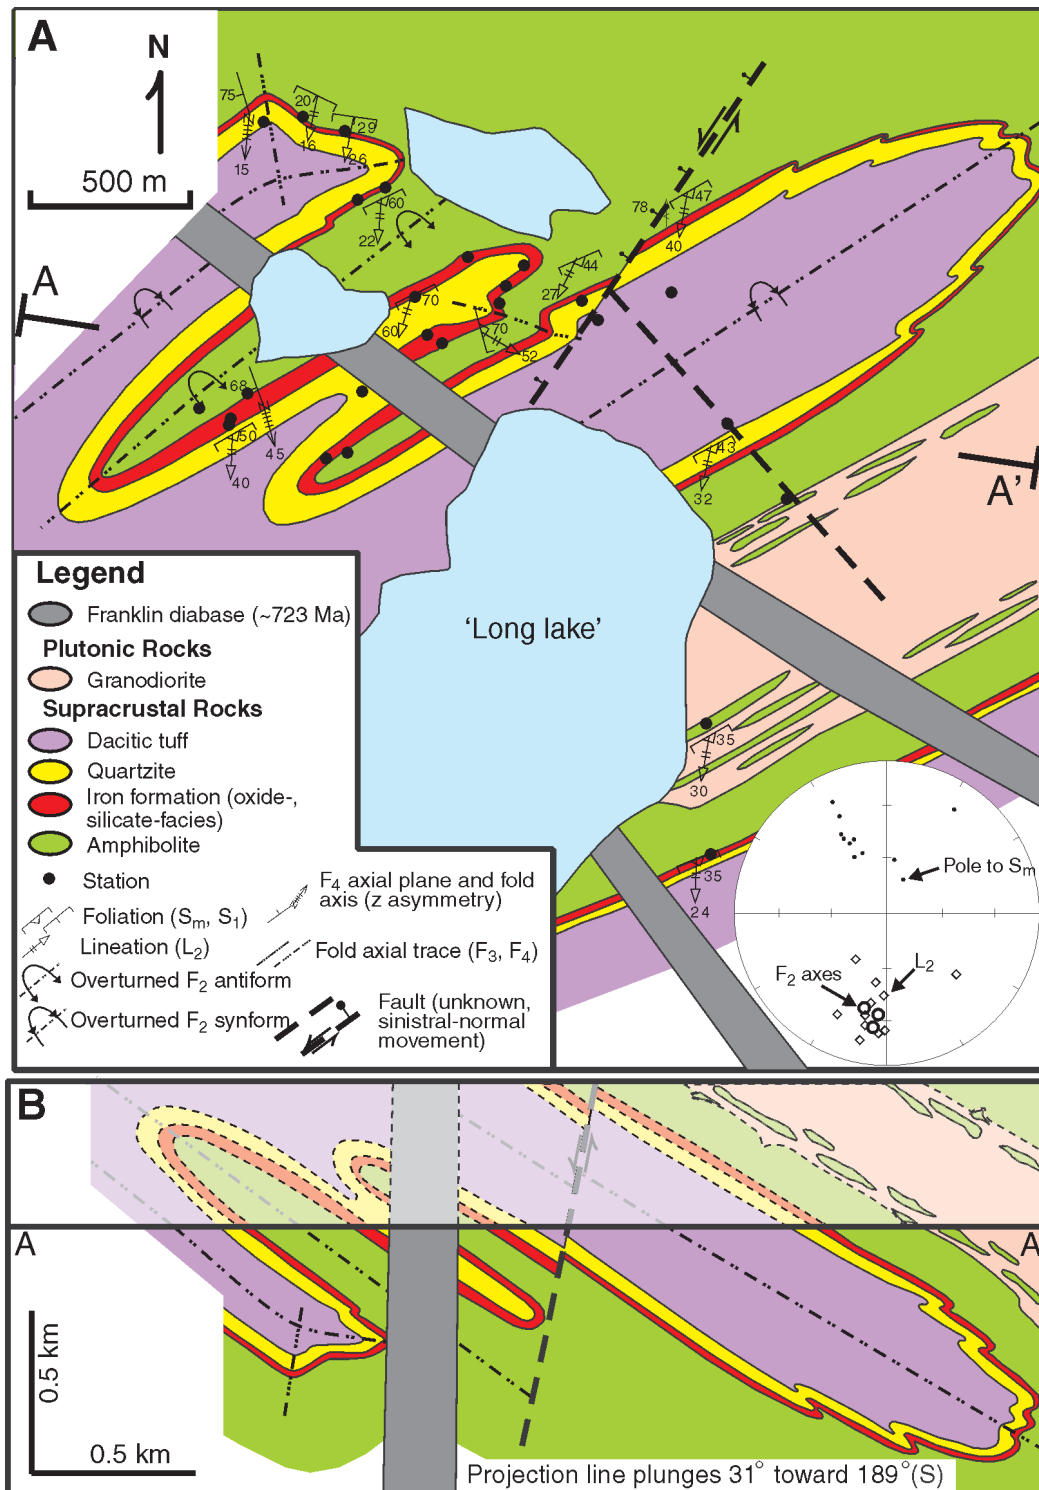 A
N
500 m
75
20
29
15
16
26
60
22
47
78
40
44
27
A
70
60
70
52
68
50
45
40
43
32
A'
Legend
Franklin diabase (~723 Ma)
Plutonic Rocks
Granodiorite
Supracrustal Rocks
Dacitic tuff
Quartzite
Iron formation (oxide-,
silicate-facies)
Amphibolite
Station
Foliation (Sm, S1)
Lineation (L2)
Overturned F2 antiform
Overturned F2 synform
F4 axial plane and fold
axis (z asymmetry)
Fold axial trace (F3, F4)
Fault (unknown,
sinistral-normal
movement)
'Long lake'
35
30
35
24
Pole to Sm
F2 axes
L2
B
A
A'
0.5 km
0.5 km
Projection line plunges 31° toward 189°(S)